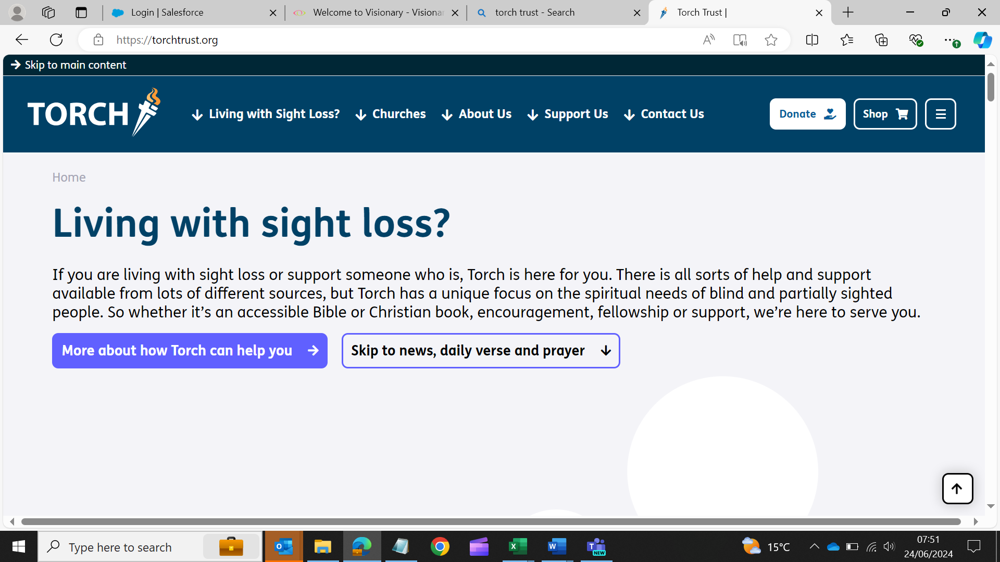 Login | Salesforce
Welcome to Visionary - Visionar
torch trust - Search
Torch Trust |
https://torchtrust.org
Skip to main content
TORCH
Living with Sight Loss?
Churches
About Us
Support Us
Contact Us
Donate
Shop
Home
Living with sight loss?
If you are living with sight loss or support someone who is, Torch is here for you. There is all sorts of help and support
available from lots of different sources, but Torch has a unique focus on the spiritual needs of blind and partially sighted
people. So whether it’s an accessible Bible or Christian book, encouragement, fellowship or support, we’re here to serve you.
More about how Torch can help you
Skip to news, daily verse and prayer
Type here to search
NEW
15°C
07:51
24/06/2024